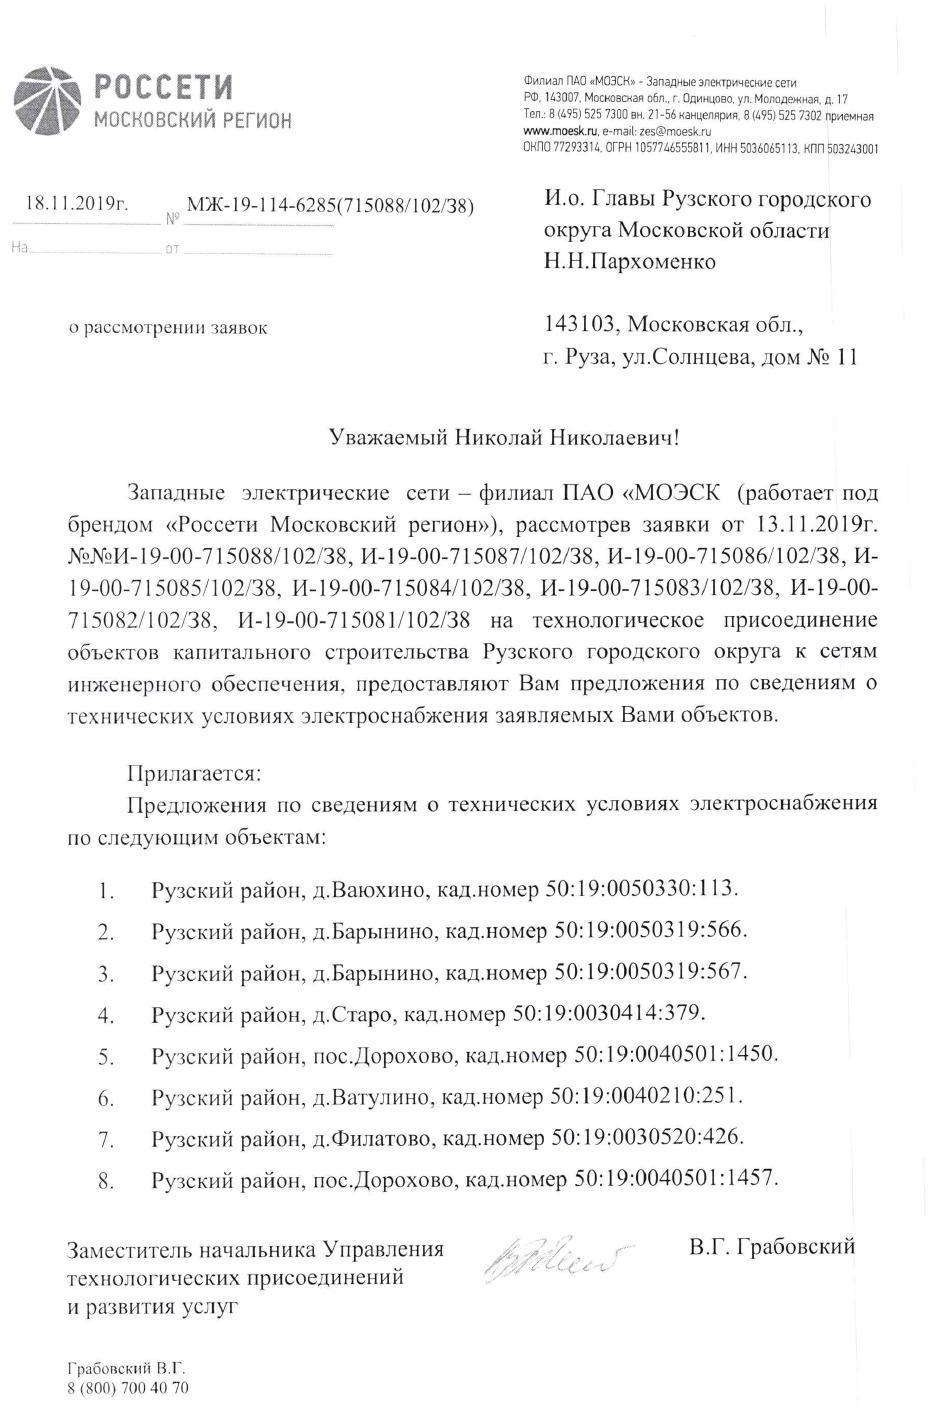 РОССЕТИ
МОСКОВСКИЙ РЕГИОН
Филиал ПАО «МОЭСК» - Западные электрические сети
РФ, 143007, Московская обл., г. Одинцово, ул. Молодежная, д. 17
Тел.: 8 (495) 525 7300 вн. 21-56 канцелярия, 8 (495) 525 7302 приемная
www.moesk.ru, e-mail: zes@moesk.ru
ОКПО 77293314, ОГРН 1057746555811, ИНН 5036065113, КПП 503243001
18.11.2019г. № МЖ-19-114-6285(715088/102/З8)
На от
И.о. Главы Рузского городского
округа Московской области
Н.Н.Пархоменко
о рассмотрении заявок
143103, Московская обл.,
г. Руза, ул.Солнцева, дом № 11
Уважаемый Николай Николаевич!
Западные электрические сети – филиал ПАО «МОЭСК (работает под
брендом «Россети Московский регион»), рассмотрев заявки от 13.11.2019г.
№№И-19-00-715088/102/З8, И-19-00-715087/102/З8, И-19-00-715086/102/З8, И-
19-00-715085/102/З8, И-19-00-715084/102/З8, И-19-00-715083/102/З8, И-19-00-
715082/102/З8, И-19-00-715081/102/З8 на технологическое присоединение
объектов капитального строительства Рузского городского округа к сетям
инженерного обеспечения, предоставляют Вам предложения по сведениям о
технических условиях электроснабжения заявляемых Вами объектов.
Прилагается:
Предложения по сведениям о технических условиях электроснабжения
по следующим объектам:
1. Рузский район, д.Ваюхино, кад.номер 50:19:0050330:113.
2. Рузский район, д.Барынино, кад.номер 50:19:0050319:566.
3. Рузский район, д.Барынино, кад.номер 50:19:0050319:567.
4. Рузский район, д.Старо, кад.номер 50:19:0030414:379.
5. Рузский район, пос.Дорохово, кад.номер 50:19:0040501:1450.
6. Рузский район, д.Ватулино, кад.номер 50:19:0040210:251.
7. Рузский район, д.Филатово, кад.номер 50:19:0030520:426.
8. Рузский район, пос.Дорохово, кад.номер 50:19:0040501:1457.
Заместитель начальника Управления
технологических присоединений
и развития услуг
В.Г. Грабовский
Грабовский В.Г.
8 (800) 700 40 70